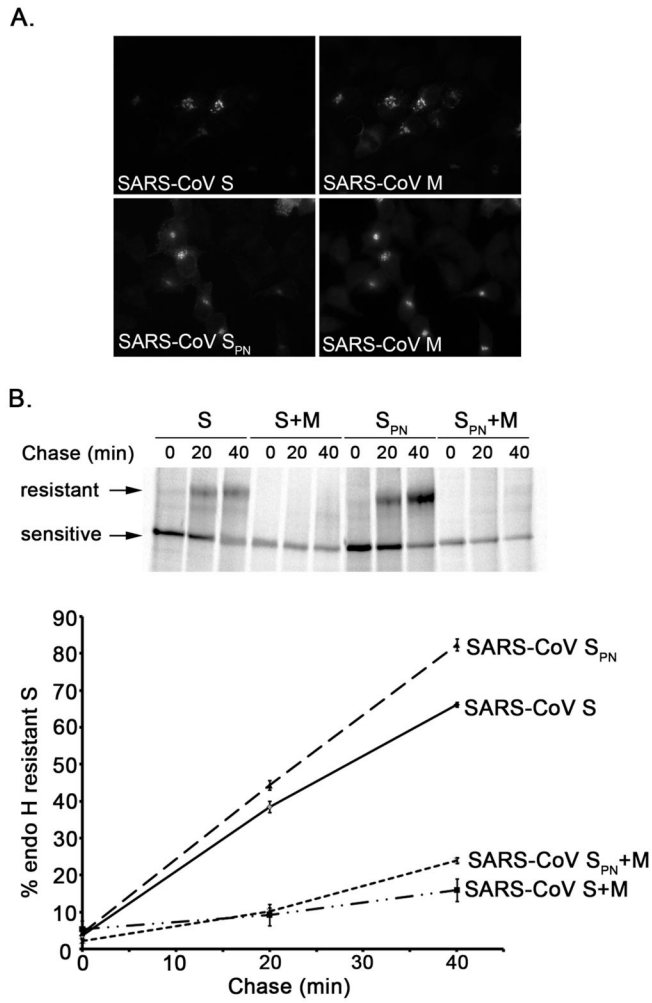 A.
SARS-CoV S
SARS-CoV M
SARS-CoV SPN
SARS-CoV M
B.
S S+M SPN SPN+M
Chase (min) 0 20 40 0 20 40 0 20 40 0 20 40
resistant
sensitive
% endo H resistant S
90
80
70
60
50
40
30
20
10
0
SARS-CoV SPN
SARS-CoV S
SARS-CoV SPN+M
SARS-CoV S+M
0 10 20 30 40
Chase (min)